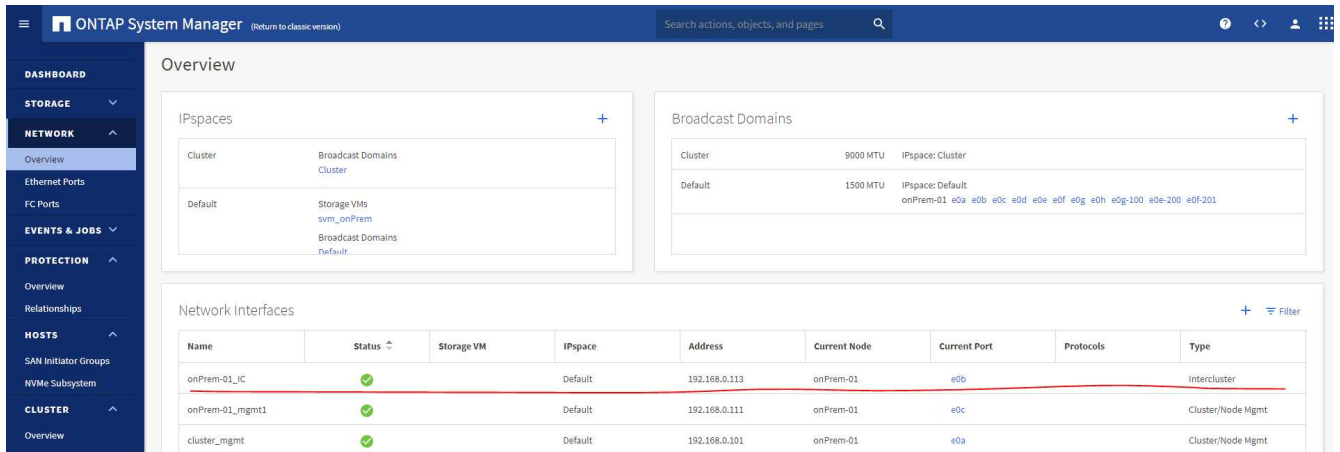 ONTAP System Manager (Return to classic version)
Search actions, objects, and pages
DASHBOARD
STORAGE
NETWORK
Overview
Ethernet Ports
FC Ports
EVENTS & JOBS
PROTECTION
Overview
Relationships
HOSTS
SAN Initiator Groups
NVMe Subsystem
CLUSTER
Overview
Overview
IPspaces
Cluster
Broadcast Domains
Cluster
Default
Storage VMs
svm_onPrem
Broadcast Domains
Default
Broadcast Domains
Cluster 9000 MTU IPspace: Cluster
Default 1500 MTU IPspace: Default
onPrem-01 e0a e0b e0c e0d e0e e0f e0g e0h e0g-100 e0e-200 e0f-201
Network Interfaces
Filter
Name Status Storage VM IPspace Address Current Node Current Port Protocols Type
onPrem-01_IC Default 192.168.0.113 onPrem-01 e0b Intercluster
onPrem-01_mgmt1 Default 192.168.0.111 onPrem-01 e0c Cluster/Node Mgmt
cluster_mgmt Default 192.168.0.101 onPrem-01 e0a Cluster/Node Mgmt